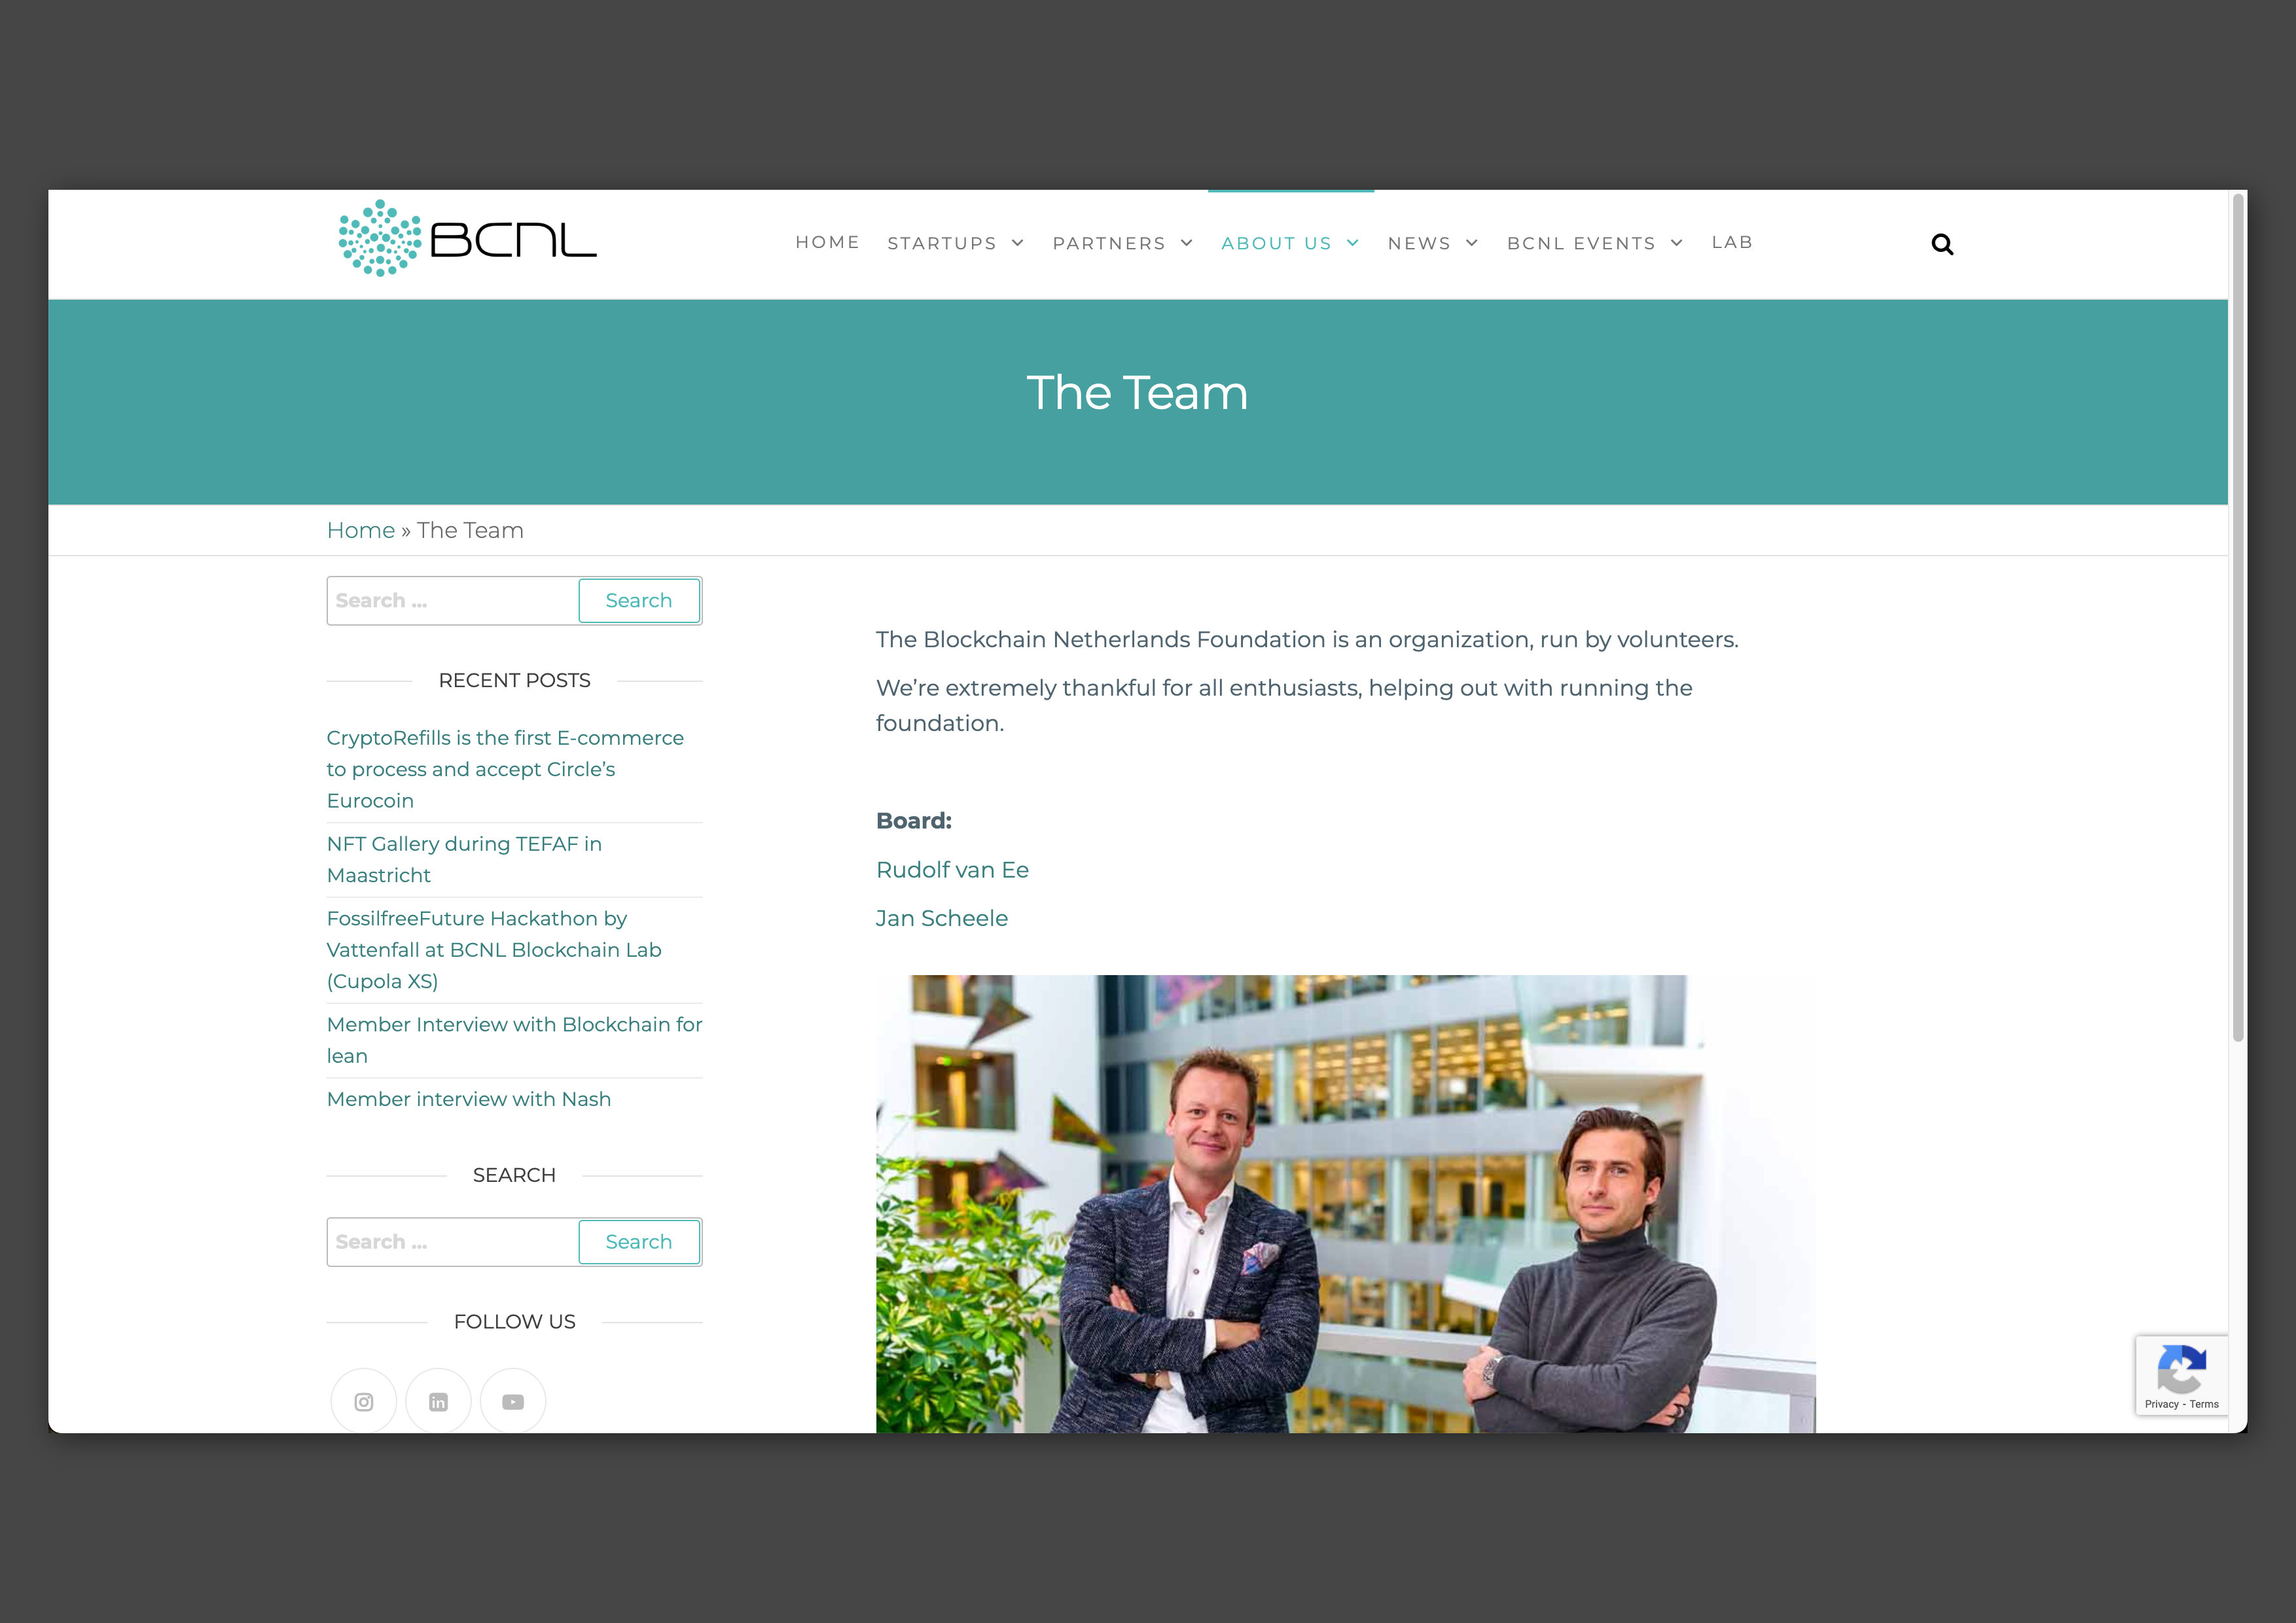 BCNL
HOME STARTUPS PARTNERS ABOUT US NEWS BCNL EVENTS LAB
The Team
Home » The Team
Search ... Search
RECENT POSTS
CryptoRefills is the first E-commerce
to process and accept Circle’s
Eurocoin
NFT Gallery during TEFAF in
Maastricht
FossilfreeFuture Hackathon by
Vattenfall at BCNL Blockchain Lab
(Cupola XS)
Member Interview with Blockchain for
lean
Member interview with Nash
SEARCH
Search ... Search
FOLLOW US
in
The Blockchain Netherlands Foundation is an organization, run by volunteers.
We’re extremely thankful for all enthusiasts, helping out with running the
foundation.
Board:
Rudolf van Ee
Jan Scheele
Privacy - Terms